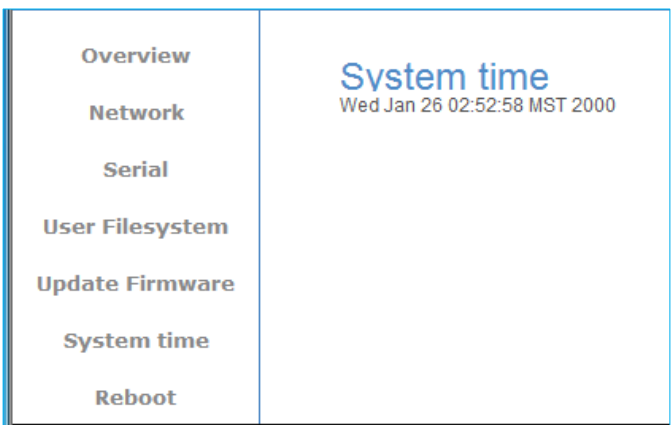 Overview
Network
Serial
User Filesystem
Update Firmware
System time
Reboot
System time
Wed Jan 26 02:52:58 MST 2000